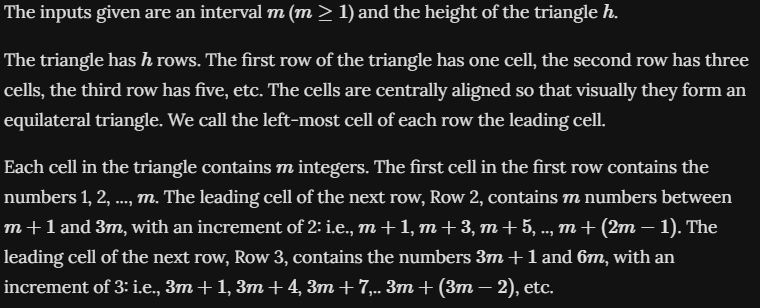 The inputs given are an interval m (m ≥ 1) and the height of the triangle h.
The triangle has h rows. The first row of the triangle has one cell, the second row has three
cells, the third row has five, etc. The cells are centrally aligned so that visually they form an
equilateral triangle. We call the left-most cell of each row the leading cell.
Each cell in the triangle contains m integers. The first cell in the first row contains the
numbers 1, 2, ..., m. The leading cell of the next row, Row 2, contains m numbers between
m + 1 and 3m, with an increment of 2: i.e., m + 1, m + 3, m + 5, .., m + (2m − 1). The
leading cell of the next row, Row 3, contains the numbers 3m + 1 and 6m, with an
increment of 3: i.e., 3m + 1, 3m + 4, 3m + 7,.. 3m + (3m − 2), etc.